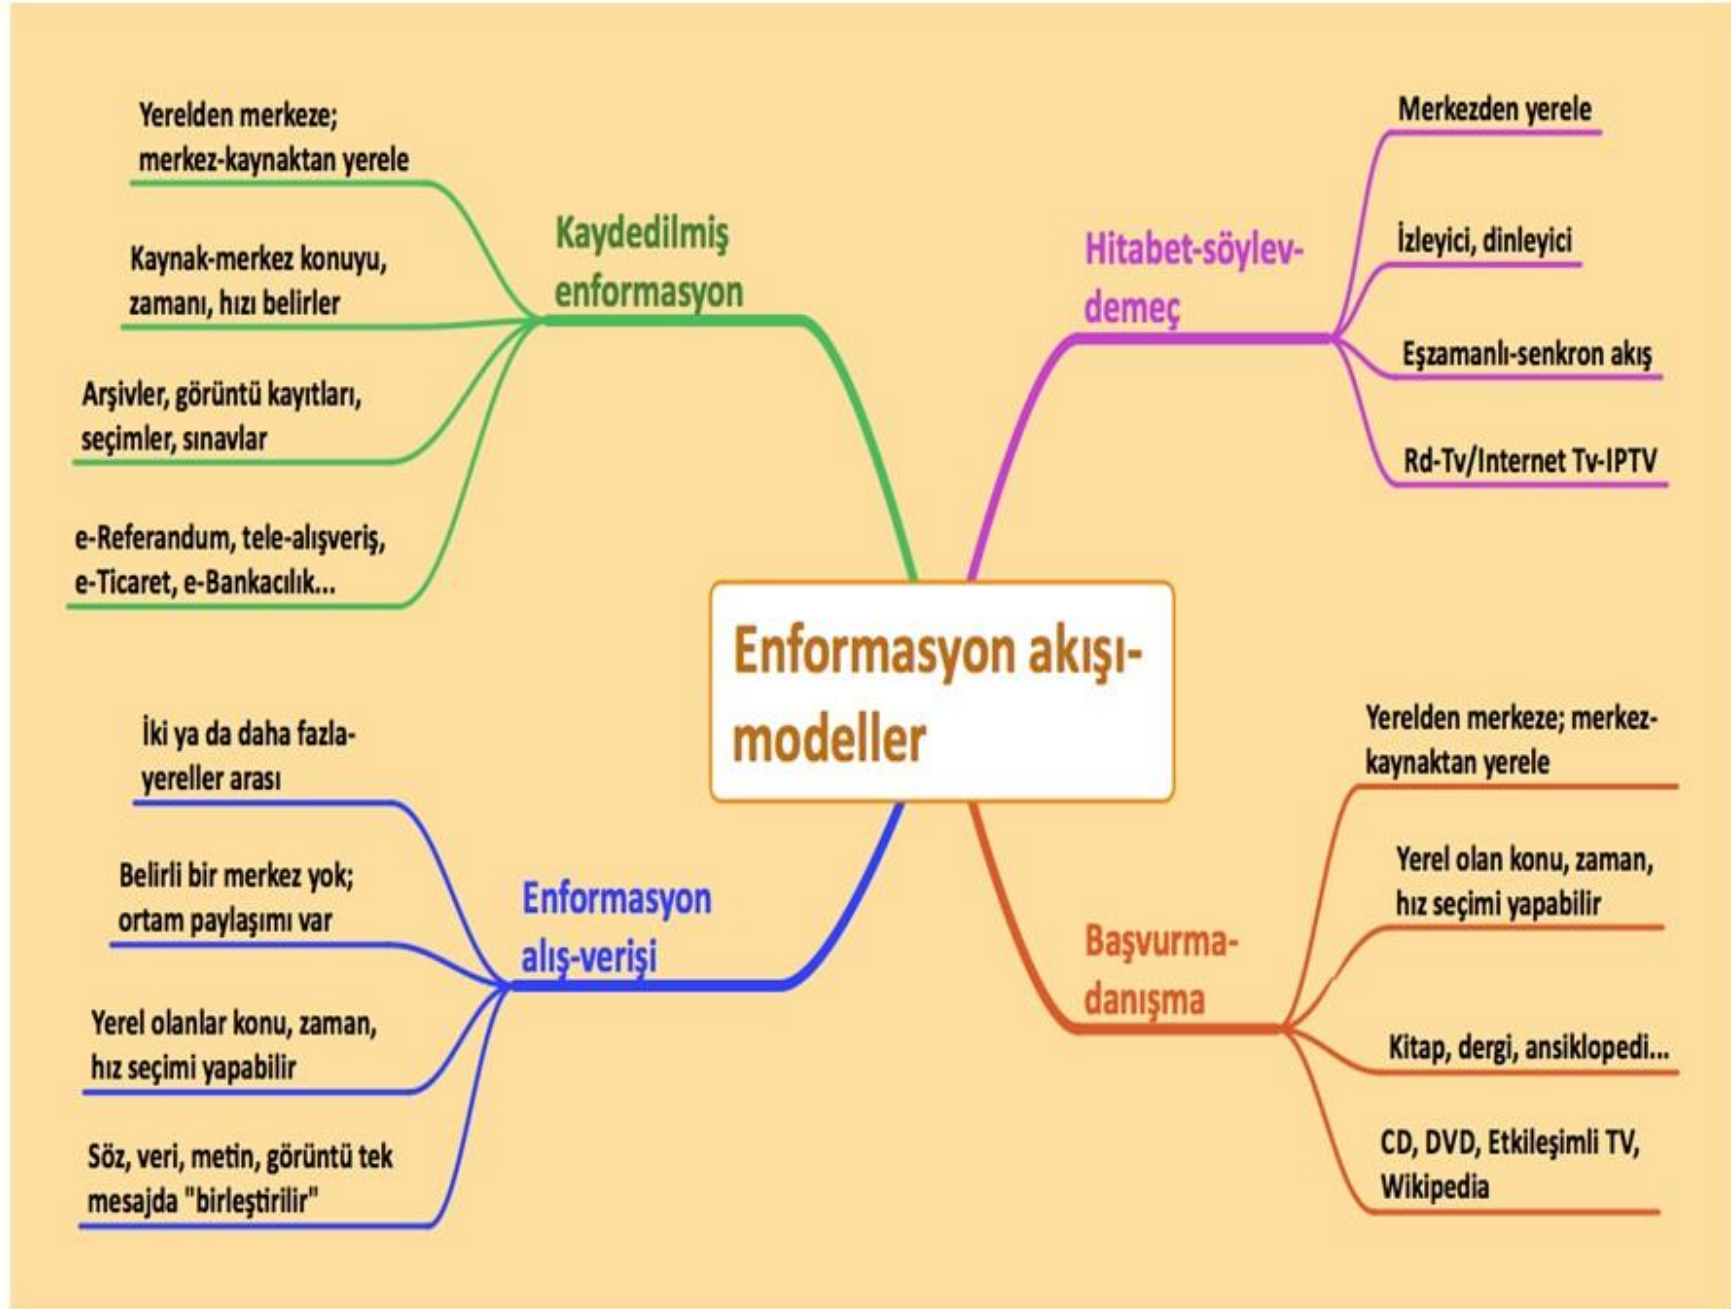 Enformasyon akışı-
modeller
Hitabet-söylev-
demeç
Merkezden yerele
İzleyici, dinleyici
Eşzamanlı-senkron akış
Rd-Tv/Internet Tv-IPTV
Başvurma-
danışma
Yerelden merkeze; merkez-
kaynaktan yerele
Yerel olan konu, zaman,
hız seçimi yapabilir
Kitap, dergi, ansiklopedi...
CD, DVD, Etkileşimli TV,
Wikipedia
Enformasyon
alış-verişi
İki ya da daha fazla-
yereller arası
Belirli bir merkez yok;
ortam paylaşımı var
Yerel olanlar konu, zaman,
hız seçimi yapabilir
Söz, veri, metin, görüntü tek
mesajda "birleştirilir"
Kaydedilmiş
enformasyon
Yerelden merkeze;
merkez-kaynaktan yerele
Kaynak-merkez konuyu,
zamanı, hızı belirler
Arşivler, görüntü kayıtları,
seçimler, sınavlar
e-Referandum, tele-alışveriş,
e-Ticaret, e-Bankacılık...